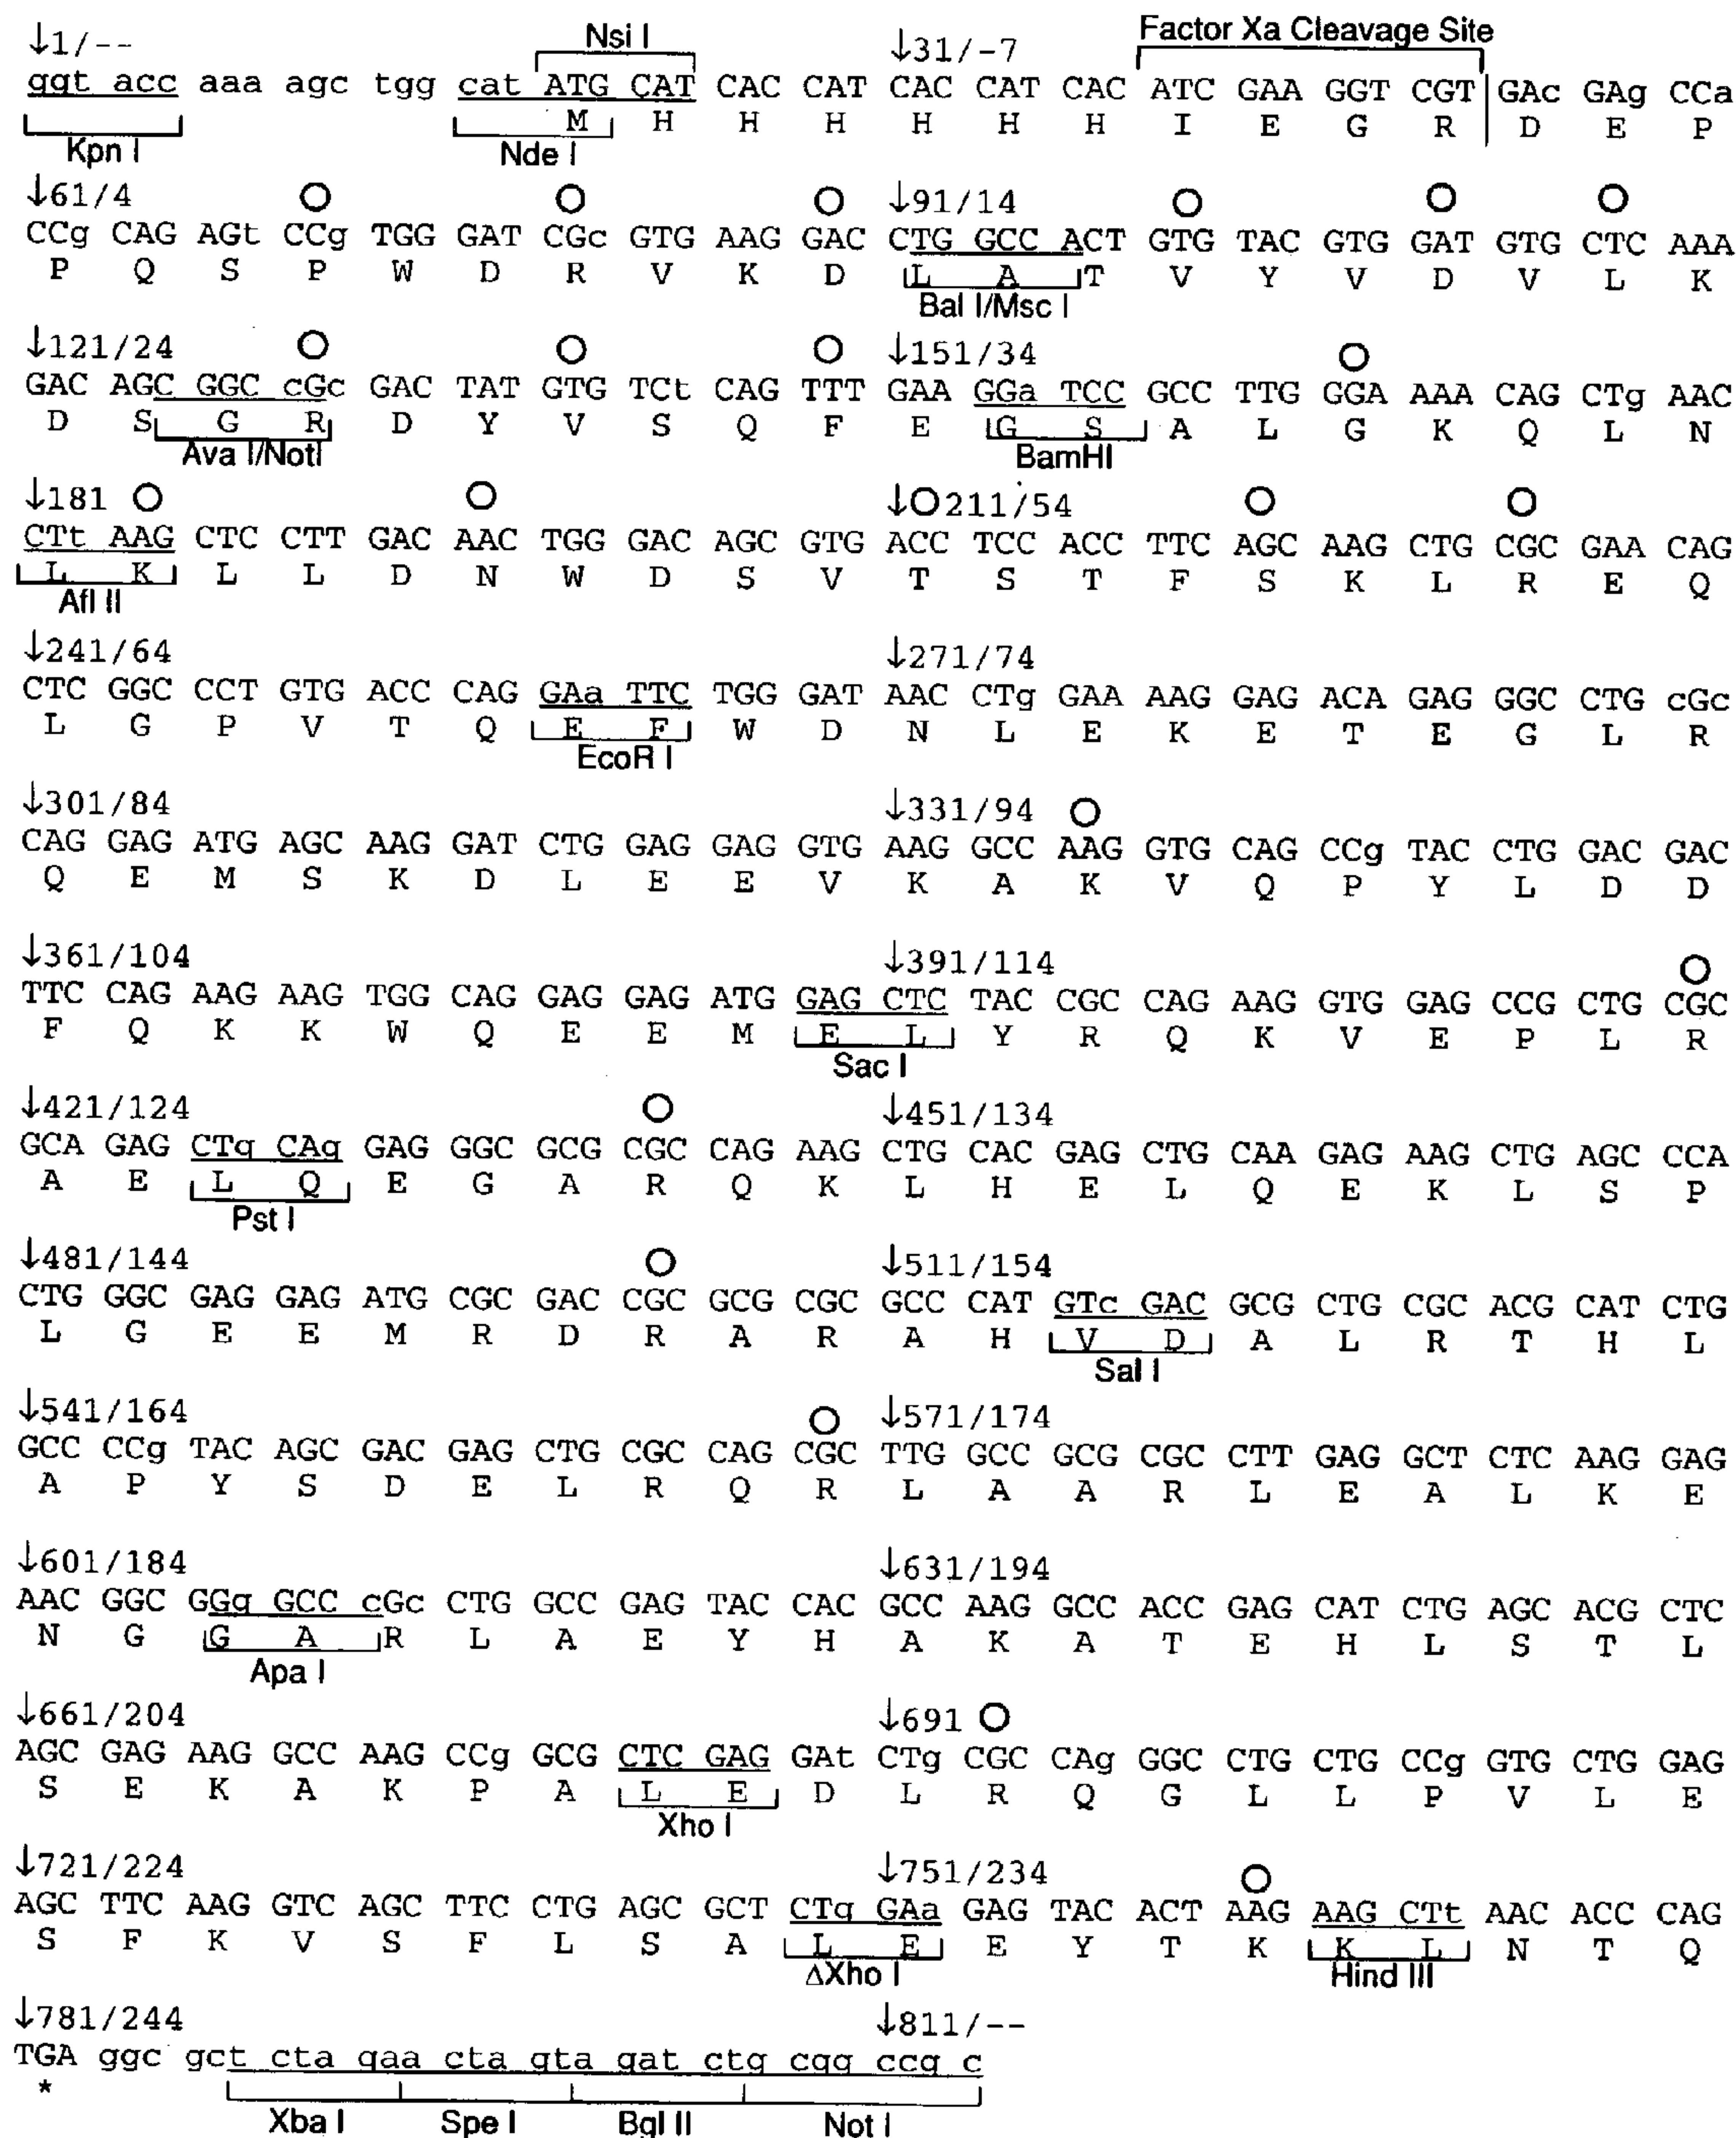 Nsi I Factor Xa Cleavage Site
↓1/-- ↓31/-7
ggt acc aaa agc tgg cat ATG CAT CAC CAT CAC CAT CAC ATC GAA GGT CGT GAc GAg CCa
M H H H H H H I E G R D E P
Kpn I Nde I
↓61/4 O O O ↓91/14 O O O
CCg CAG AGt CCg TGG GAT CGc GTG AAG GAC CTG GCC ACT GTG TAC GTG GAT GTG CTC AAA
P Q S P W D R V K D L A T V Y V D V L K
Bal I/Msc I
↓121/24 O O O ↓151/34 O
GAC AGC GGC cGc GAC TAT GTG TCt CAG TTT GAA GGa TCC GCC TTG GGA AAA CAG CTg AAC
D S G R D Y V S Q F E G S A L G K Q L N
Ava I/NotI BamHI
↓181 O O ↓O211/54 O O
CTt AAG CTC CTT GAC AAC TGG GAC AGC GTG ACC TCC ACC TTC AGC AAG CTG CGC GAA CAG
L K L L D N W D S V T S T F S K L R E Q
Afl II
↓241/64 ↓271/74
CTC GGC CCT GTG ACC CAG GAa TTC TGG GAT AAC CTg GAA AAG GAG ACA GAG GGC CTG cGc
L G P V T Q E F W D N L E K E T E G L R
EcoR I
↓301/84 ↓331/94 O
CAG GAG ATG AGC AAG GAT CTG GAG GAG GTG AAG GCC AAG GTG CAG CCg TAC CTG GAC GAC
Q E M S K D L E E V K A K V Q P Y L D D
↓361/104 ↓391/114 O
TTC CAG AAG AAG TGG CAG GAG GAG ATG GAG CTC TAC CGC CAG AAG GTG GAG CCG CTG CGC
F Q K K W Q E E M E L Y R Q K V E P L R
Sac I
↓421/124 O ↓451/134
GCA GAG CTg CAg GAG GGC GCG CGC CAG AAG CTG CAC GAG CTG CAA GAG AAG CTG AGC CCA
A E L Q E G A R Q K L H E L Q E K L S P
Pst I
↓481/144 O ↓511/154
CTG GGC GAG GAG ATG CGC GAC CGC GCG CGC GCC CAT GTc GAC GCG CTG CGC ACG CAT CTG
L G E E M R D R A R A H V D A L R T H L
Sal I
↓541/164 O ↓571/174
GCC CCg TAC AGC GAC GAG CTG CGC CAG CGC TTG GCC GCG CGC CTT GAG GCT CTC AAG GAG
A P Y S D E L R Q R L A A R L E A L K E
↓601/184 ↓631/194
AAC GGC GGg GCC cGc CTG GCC GAG TAC CAC GCC AAG GCC ACC GAG CAT CTG AGC ACG CTC
N G G A R L A E Y H A K A T E H L S T L
Apa I
↓661/204 ↓691 O
AGC GAG AAG GCC AAG CCg GCG CTC GAG GAt CTg CGC CAg GGC CTG CTG CCg GTG CTG GAG
S E K A K P A L E D L R Q G L L P V L E
Xho I
↓721/224 ↓751/234 O
AGC TTC AAG GTC AGC TTC CTG AGC GCT CTg GAa GAG TAC ACT AAG AAG CTt AAC ACC CAG
S F K V S F L S A L E E Y T K K L N T Q
ΔXho I Hind III
↓781/244 ↓811/--
TGA ggc gct cta gaa cta gta gat ctg cgg ccg c
*
Xba I Spe I Bgl II Not I